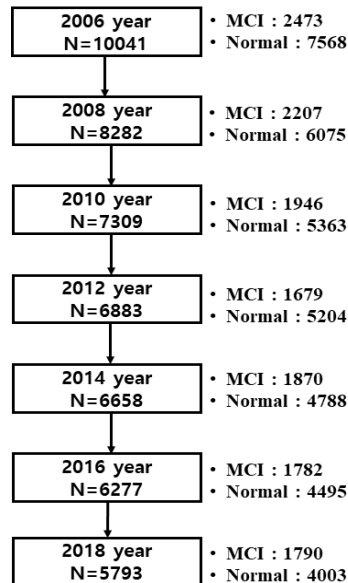 2006 year
N=10041
• MCI : 2473
• Normal : 7568
2008 year
N=8282
• MCI : 2207
• Normal : 6075
2010 year
N=7309
• MCI : 1946
• Normal : 5363
2012 year
N=6883
• MCI : 1679
• Normal : 5204
2014 year
N=6658
• MCI : 1870
• Normal : 4788
2016 year
N=6277
• MCI : 1782
• Normal : 4495
2018 year
N=5793
• MCI : 1790
• Normal : 4003